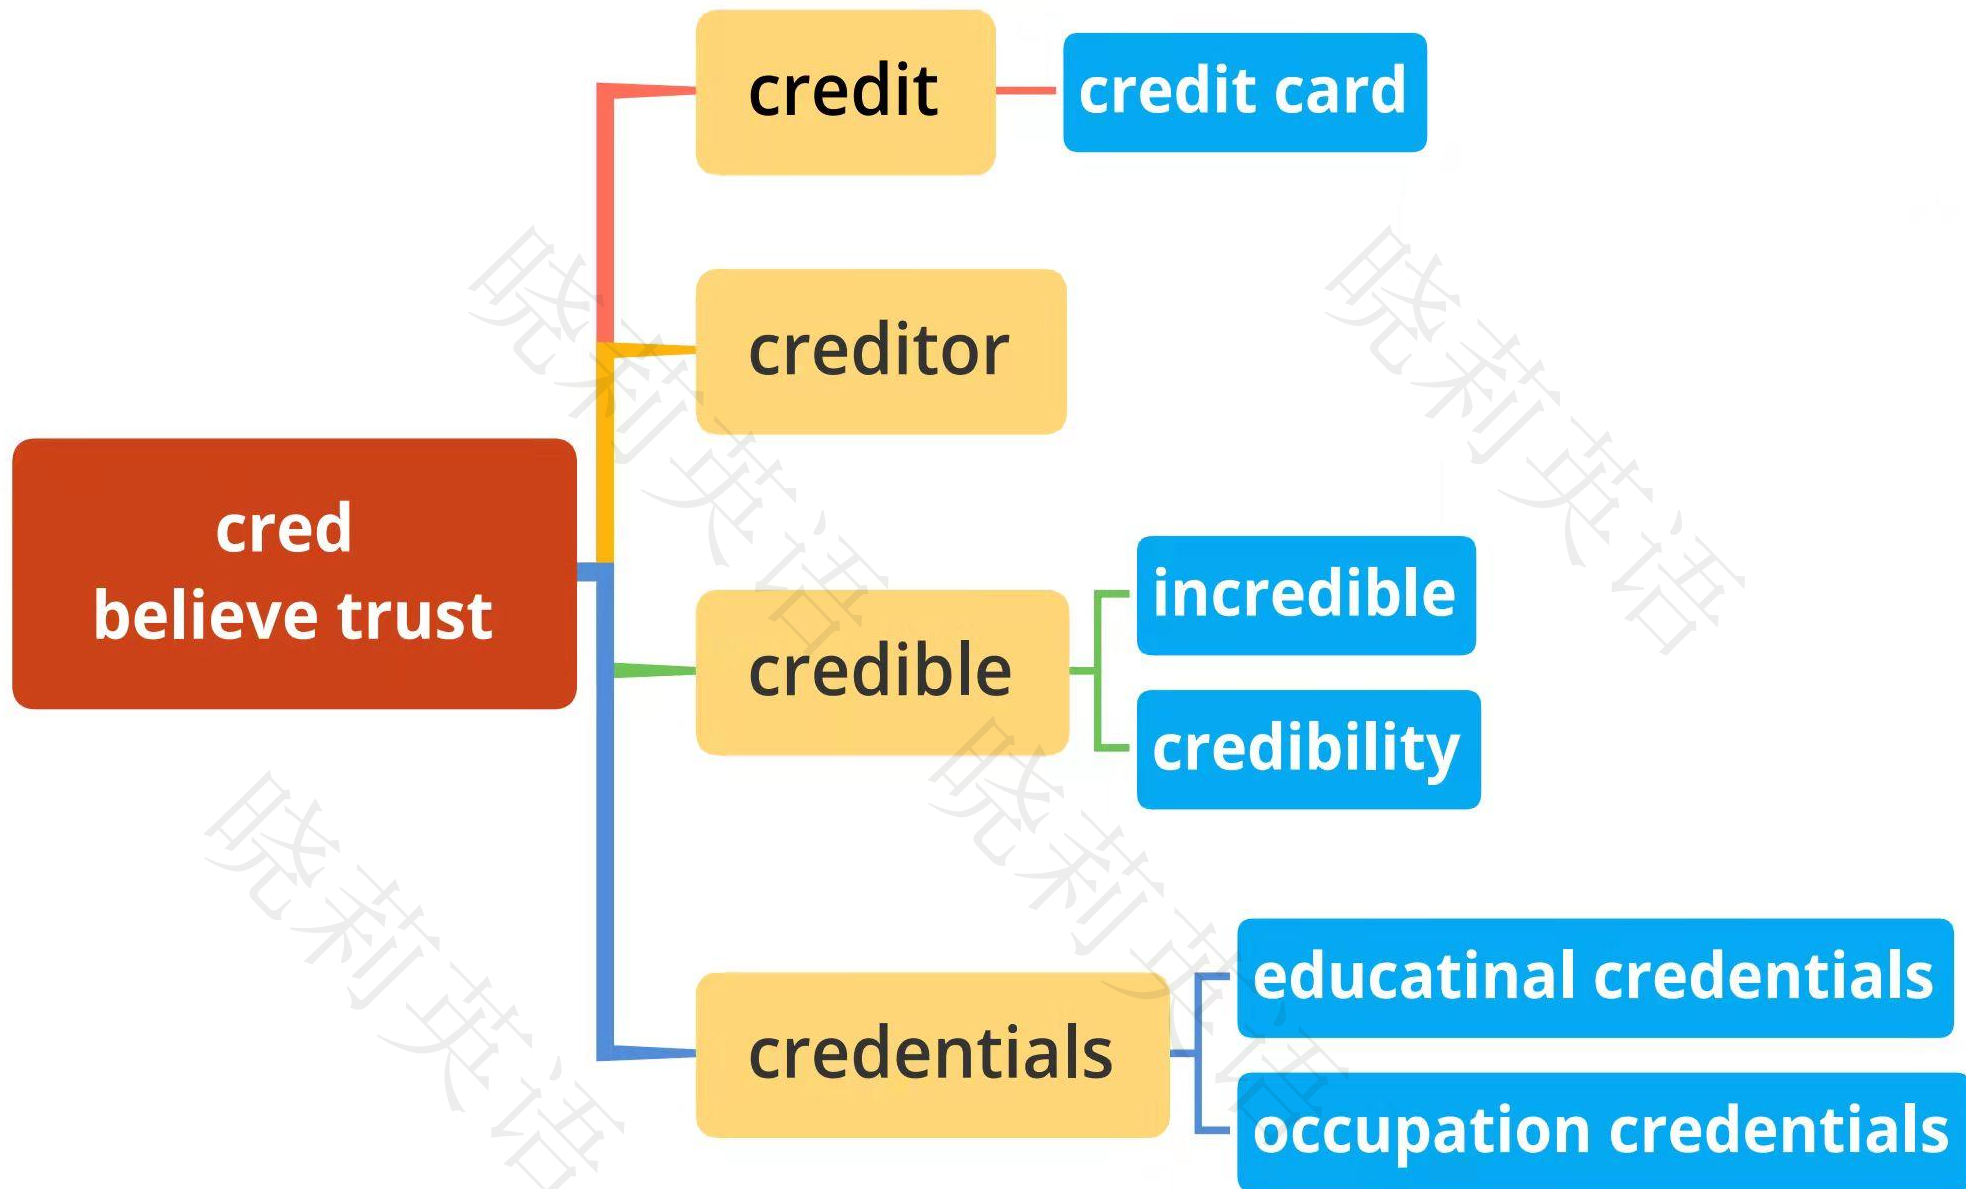 credit
credit card
creditor
cred
believe trust
credible
incredible
credibility
credentials
educatinal credentials
occupation credentials
晓莉英语
晓莉英语
晓莉英语
晓莉英语